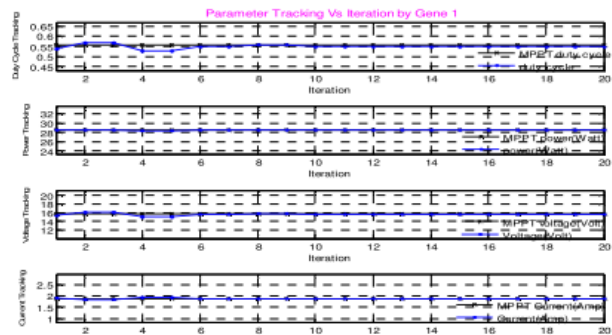 Parameter Tracking Vs Iteration by Gene 1
Duty Cycle Tracking
0.65
0.6
0.55
0.5
0.45
MPPT duty cycle
duty cycle
2 4 6 8 10 12 14 16 18 20
Iteration
Power Tracking
32
30
28
26
24
MPPT power(Watt)
power(Watt)
2 4 6 8 10 12 14 16 18 20
Iteration
Voltage Tracking
20
18
16
14
12
MPPT Voltage(Volt)
Voltage(Volt)
2 4 6 8 10 12 14 16 18 20
Iteration
Current Tracking
2.5
2
1.5
1
MPPT Current(Amp)
Current(Amp)
2 4 6 8 10 12 14 16 18 20